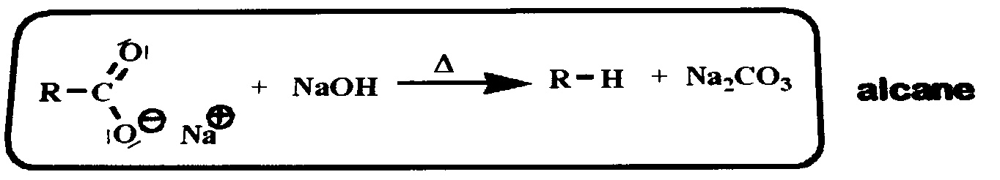 Δ
R–C O O⊖ Na⊕ + NaOH → R–H + Na₂CO₃ alcane